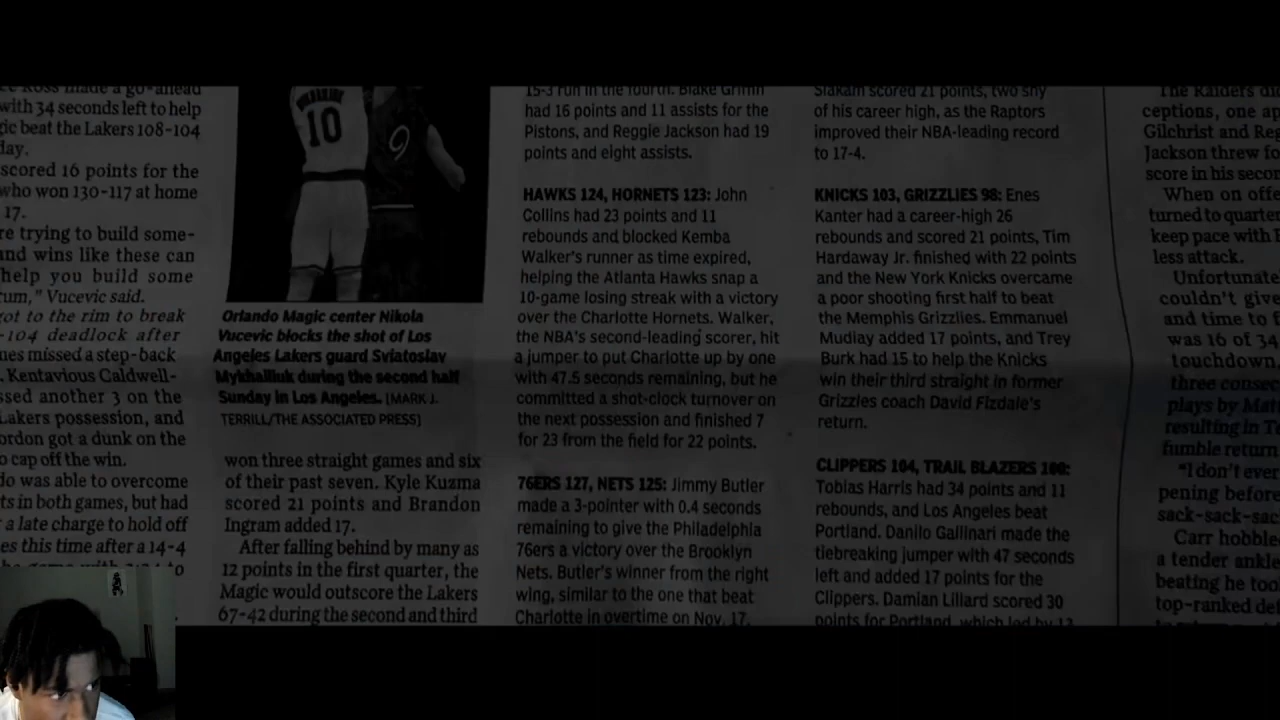 with 34 seconds left to help
gic beat the Lakers 108-104
day.
scored 16 points for the
who won 130-117 at home
17.
re trying to build some-
and wins like these can
help you build some
tum," Vucevic said.
got to the rim to break
-104 deadlock after
nes missed a step-back
. Kentavious Caldwell-
ssed another 3 on the
Lakers possession, and
ordon got a dunk on the
o cap off the win.
do was able to overcome
ts in both games, but had
a late charge to hold off
es this time after a 14-4
10
9
Orlando Magic center Nikola
Vucevic blocks the shot of Los
Angeles Lakers guard Sviatoslav
Mykhailiuk during the second half
Sunday in Los Angeles. [MARK J.
TERRILL/THE ASSOCIATED PRESS]
won three straight games and six
of their past seven. Kyle Kuzma
scored 21 points and Brandon
Ingram added 17.
After falling behind by many as
12 points in the first quarter, the
Magic would outscore the Lakers
67-42 during the second and third
15-3 run in the fourth. Blake Griffin
had 16 points and 11 assists for the
Pistons, and Reggie Jackson had 19
points and eight assists.
HAWKS 124, HORNETS 123: John
Collins had 23 points and 11
rebounds and blocked Kemba
Walker's runner as time expired,
helping the Atlanta Hawks snap a
10-game losing streak with a victory
over the Charlotte Hornets. Walker,
the NBA's second-leading scorer, hit
a jumper to put Charlotte up by one
with 47.5 seconds remaining, but he
committed a shot-clock turnover on
the next possession and finished 7
for 23 from the field for 22 points.
76ERS 127, NETS 125: Jimmy Butler
made a 3-pointer with 0.4 seconds
remaining to give the Philadelphia
76ers a victory over the Brooklyn
Nets. Butler's winner from the right
wing, similar to the one that beat
Charlotte in overtime on Nov. 17.
Siakam scored 21 points, two shy
of his career high, as the Raptors
improved their NBA-leading record
to 17-4.
KNICKS 103, GRIZZLIES 98: Enes
Kanter had a career-high 26
rebounds and scored 21 points, Tim
Hardaway Jr. finished with 22 points
and the New York Knicks overcame
a poor shooting first half to beat
the Memphis Grizzlies. Emmanuel
Mudiay added 17 points, and Trey
Burk had 15 to help the Knicks
win their third straight in former
Grizzles coach David Fizdale's
return.
CLIPPERS 104, TRAIL BLAZERS 100:
Tobias Harris had 34 points and 11
rebounds, and Los Angeles beat
Portland. Danilo Gallinari made the
tiebreaking jumper with 47 seconds
left and added 17 points for the
Clippers. Damian Lillard scored 30
points for Portland, which led by 13
The Raiders
ceptions, one
Gilchrist and
Jackson threw
score in his
When on
turned to
keep pace with
less attack.
Unfortunate
couldn't give
and time to
was 16 of 34
touchdown,
three
plays by
resulting in
fumble return
"I don't ever
pening before
sack-sack-
Carr
a tender ankle
beating he
top-ranked